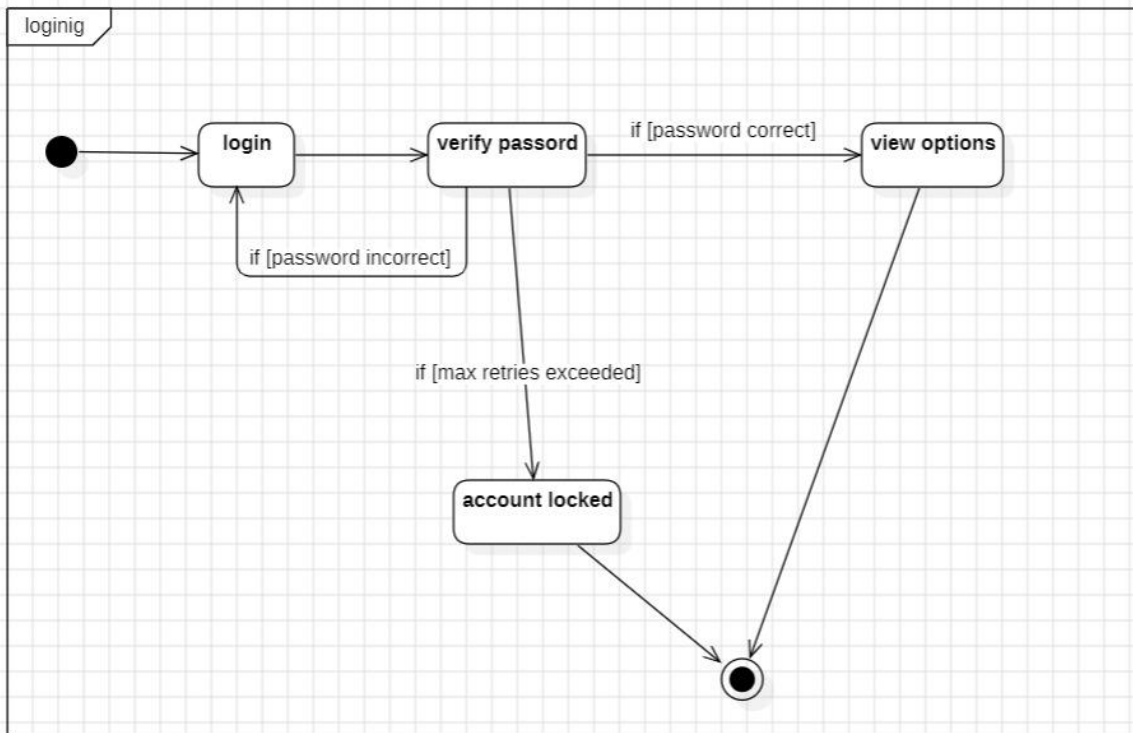 loginig
login
verify passord
if [password correct]
view options
if [password incorrect]
if [max retries exceeded]
account locked